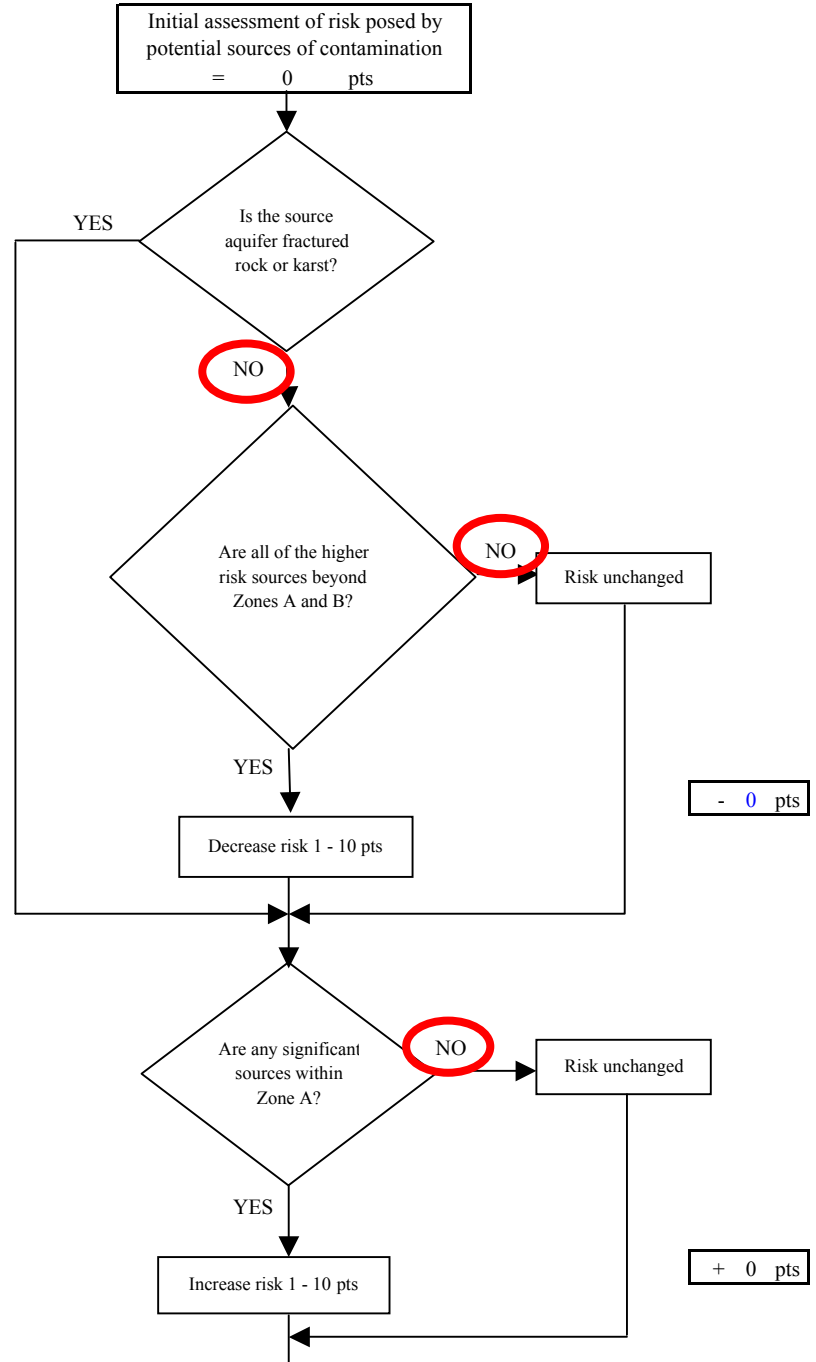 Initial assessment of risk posed by
potential sources of contamination
= 0 pts
YES
Is the source
aquifer fractured
rock or karst?
NO
Are all of the higher
risk sources beyond
Zones A and B?
NO
Risk unchanged
YES
- 0 pts
Decrease risk 1 - 10 pts
Are any significant
sources within
Zone A?
NO
Risk unchanged
YES
+ 0 pts
Increase risk 1 - 10 pts